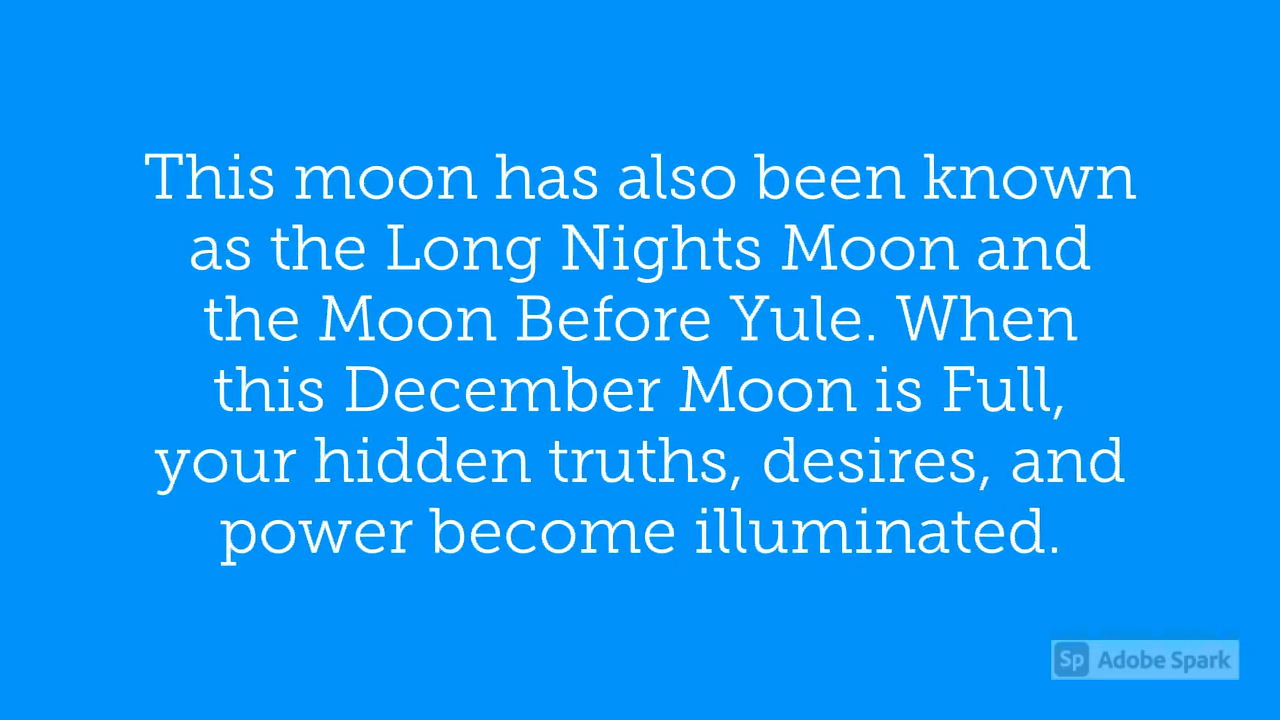 This moon has also been known
as the Long Nights Moon and
the Moon Before Yule. When
this December Moon is Full,
your hidden truths, desires, and
power become illuminated.
Sp Adobe Spark